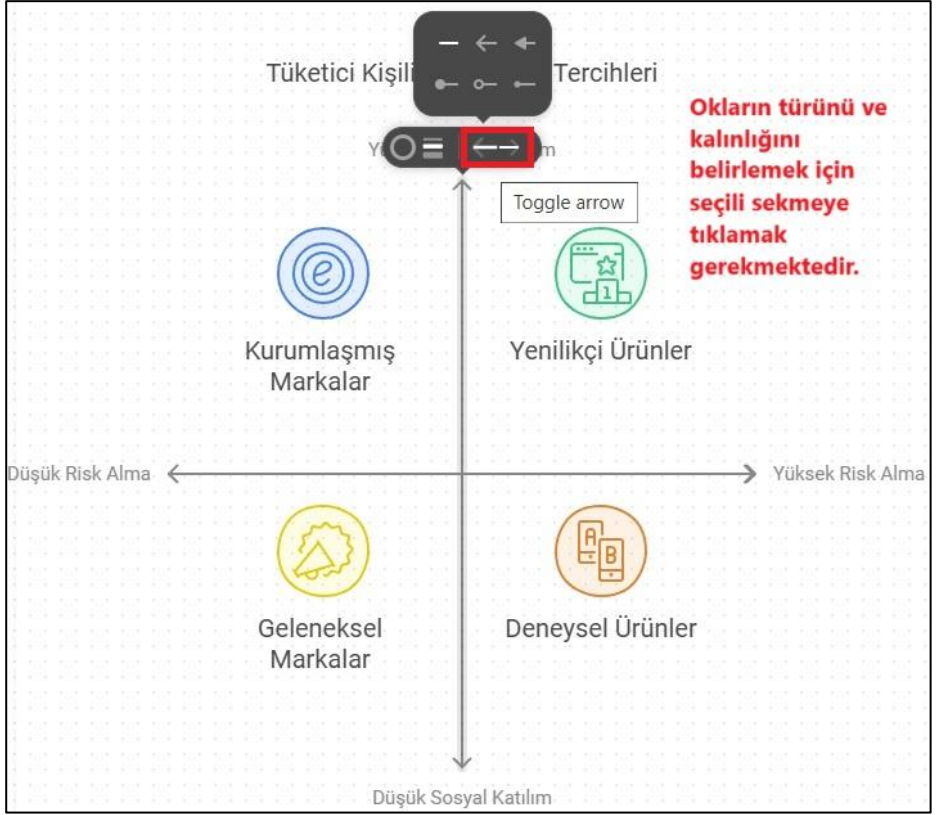 Tüketici Kişili Tercihleri
Okların türünü ve
kalınlığını
belirlemek için
seçili sekmeye
tıklamak
gerekmektedir.
Toggle arrow
e
1
Kurumlaşmış
Markalar
Yenilikçi Ürünler
Düşük Risk Alma
Yüksek Risk Alma
A
B
Geleneksel
Markalar
Deneysel Ürünler
Düşük Sosyal Katılım